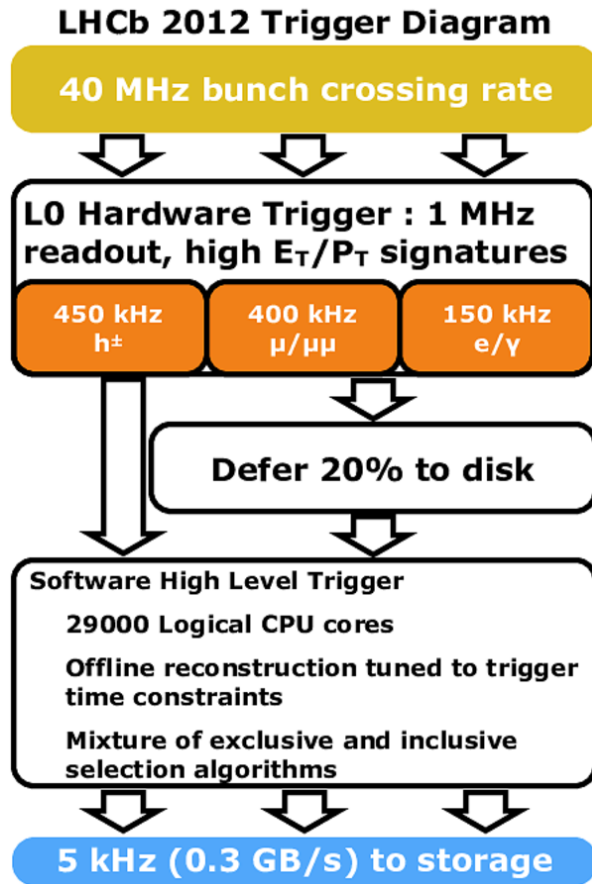 LHCb 2012 Trigger Diagram
40 MHz bunch crossing rate
L0 Hardware Trigger : 1 MHz
readout, high E_T/P_T signatures
450 kHz
h±
400 kHz
μ/μμ
150 kHz
e/γ
Defer 20% to disk
Software High Level Trigger
29000 Logical CPU cores
Offline reconstruction tuned to trigger
time constraints
Mixture of exclusive and inclusive
selection algorithms
5 kHz (0.3 GB/s) to storage